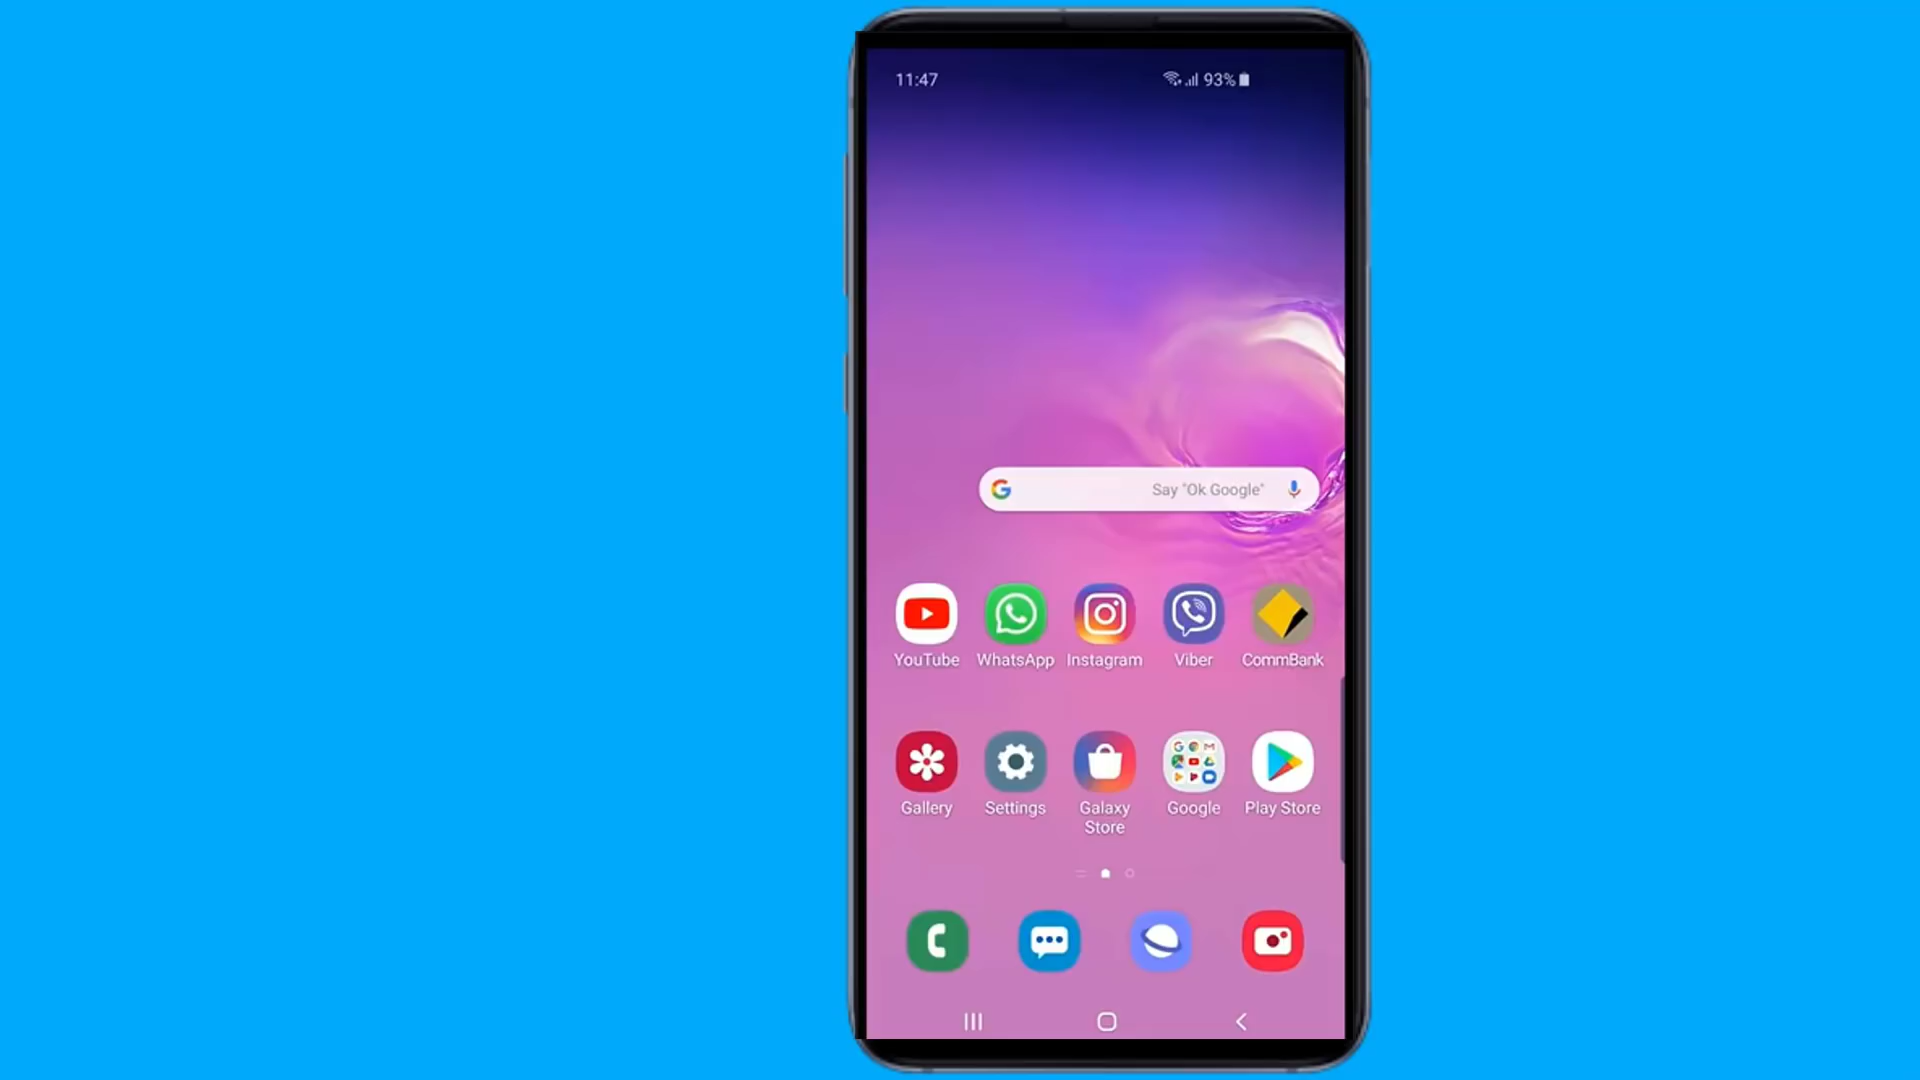 11:47 93%
Say "Ok Google"
YouTube WhatsApp Instagram Viber CommBank
Gallery Settings Galaxy Store Google Play Store